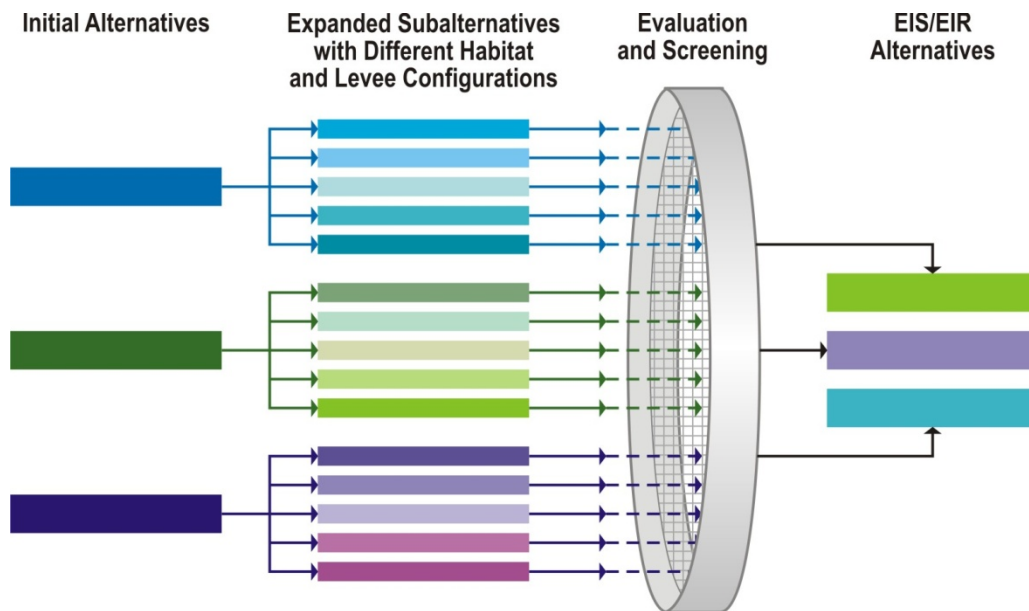 Initial Alternatives
Expanded Subalternatives
with Different Habitat
and Levee Configurations
Evaluation
and Screening
EIS/EIR
Alternatives